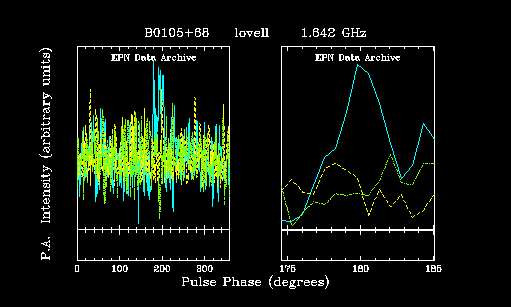 B0105+68 lovell 1.642 GHz
EPN Data Archive EPN Data Archive
P.A. Intensity (arbitrary units)
0 100 200 300 175 180 185
Pulse Phase (degrees)